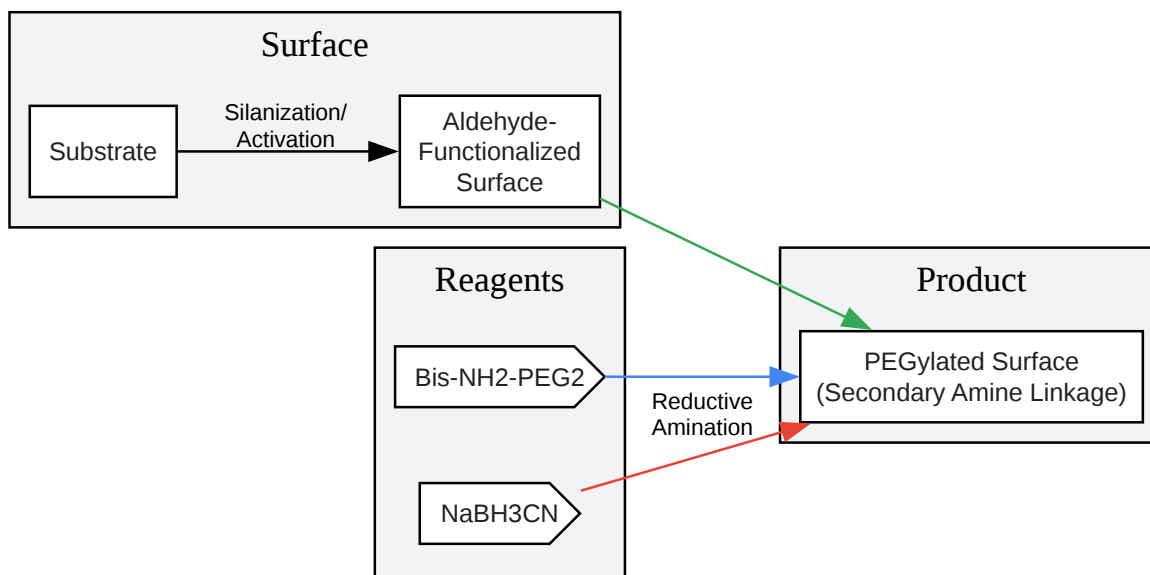 Surface
Substrate
Silanization/
Activation
Aldehyde-
Functionalized
Surface
Reagents
Bis-NH2-PEG2
NaBH3CN
Reductive
Amination
Product
PEGylated Surface
(Secondary Amine Linkage)